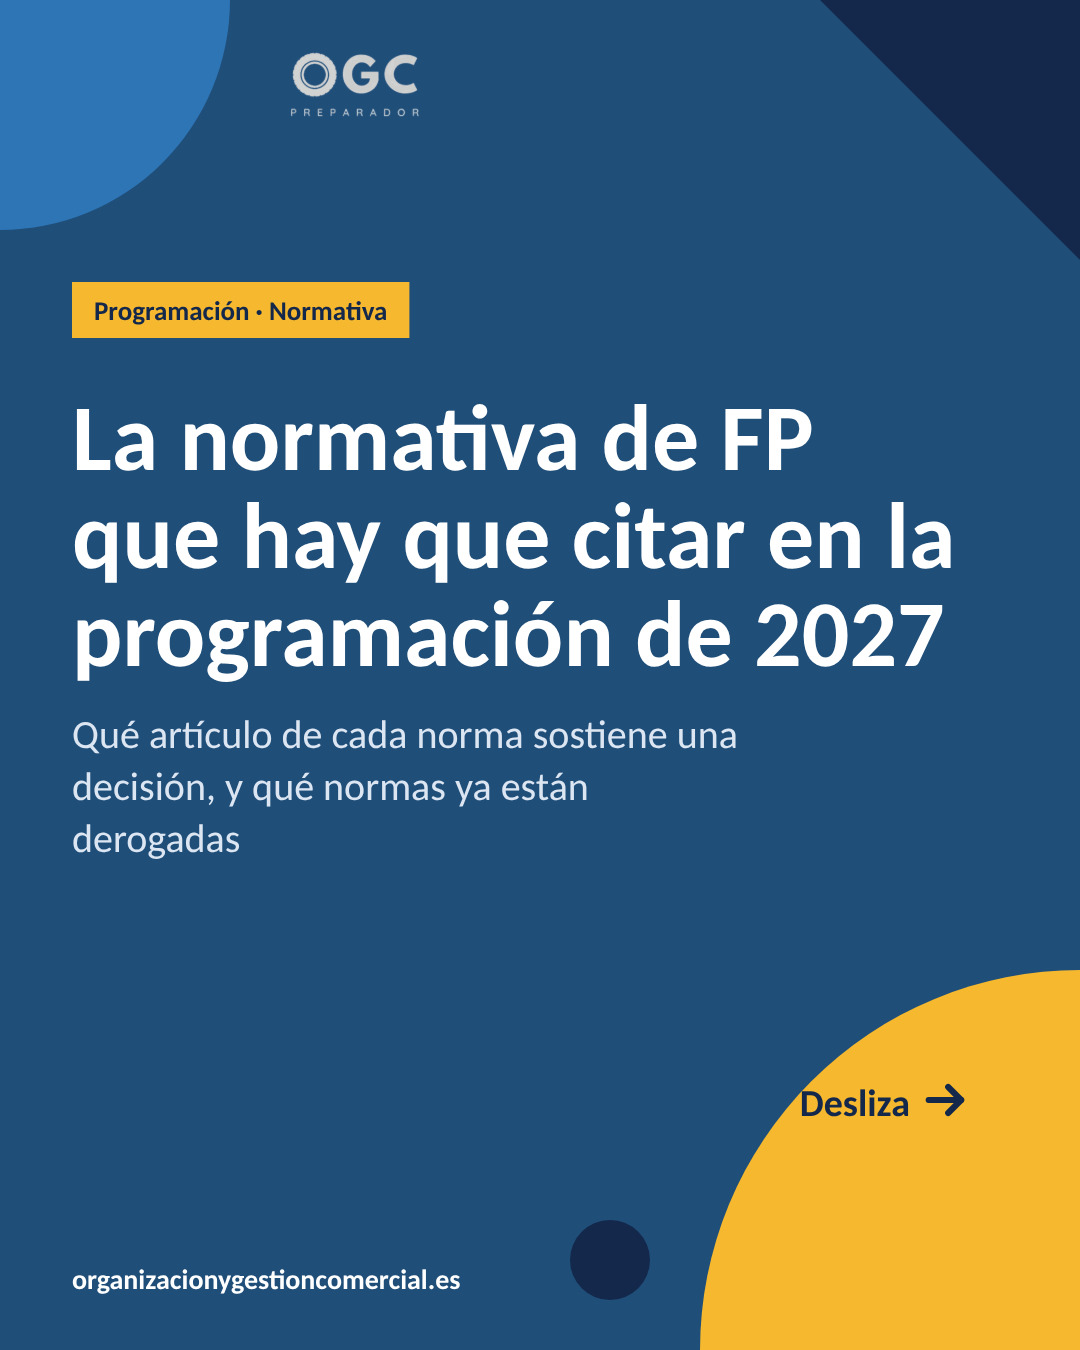 OGC
PREPARADOR
Programación · Normativa
La normativa de FP
que hay que citar en la
programación de 2027
Qué artículo de cada norma sostiene una
decisión, y qué normas ya están
derogadas
Desliza →
organizacionygestioncomercial.es